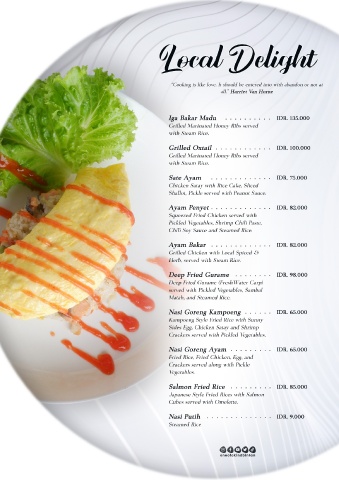 Local Delight
"Cooking is like love. It should be entered into with abandon or not at
all." Harriet Van Horne
Iga Bakar Madu . . . . . . . . . . IDR. 135.000
Grilled Marinated Honey Ribs served
with Steam Rice.
Grilled Oxtail . . . . . . . . . . . . IDR. 100.000
Grilled Marinated Honey Ribs served
with Steam Rice.
Sate Ayam . . . . . . . . . . . . IDR. 75.000
Chicken Satay with Rice Cake, Sliced
Shallot, Pickle served with Peanut Sauce.
Ayam Penyet . . . . . . . . . . . . IDR. 82.000
Squeezed Fried Chicken served with
Pickled Vegetables, Shrimp Chili Paste,
Chili Soy Sauce and Steamed Rice
Ayam Bakar . . . . . . . . . . . . IDR. 82.000
Grilled Chicken with Local Spiced &
Herb, served with Steam Rice.
Deep Fried Gurame . . . . . . . . IDR. 98.000
Deep Fried Gurame (FreshWater Carp)
served with Pickled Vegetables, Sambal
Matah, and Steamed Rice.
Nasi Goreng Kampoeng . . . . . . IDR. 65.000
Kampoeng Style Fried Rice with Sunny
Sides Egg, Chicken Satay and Shrimp
Crackers served with Pickled Vegetables.
Nasi Goreng Ayam . . . . . . . . . IDR. 65.000
Fried Rice, Fried Chicken, Egg, and
Crackers served along with Pickle
Vegetables.
Salmon Fried Rice . . . . . . . . . IDR. 85.000
Japanese Style Fried Rice with Salmon
Cubes served with Omelette.
Nasi Putih . . . . . . . . . . . . . . IDR. 9.000
Steamed Rice